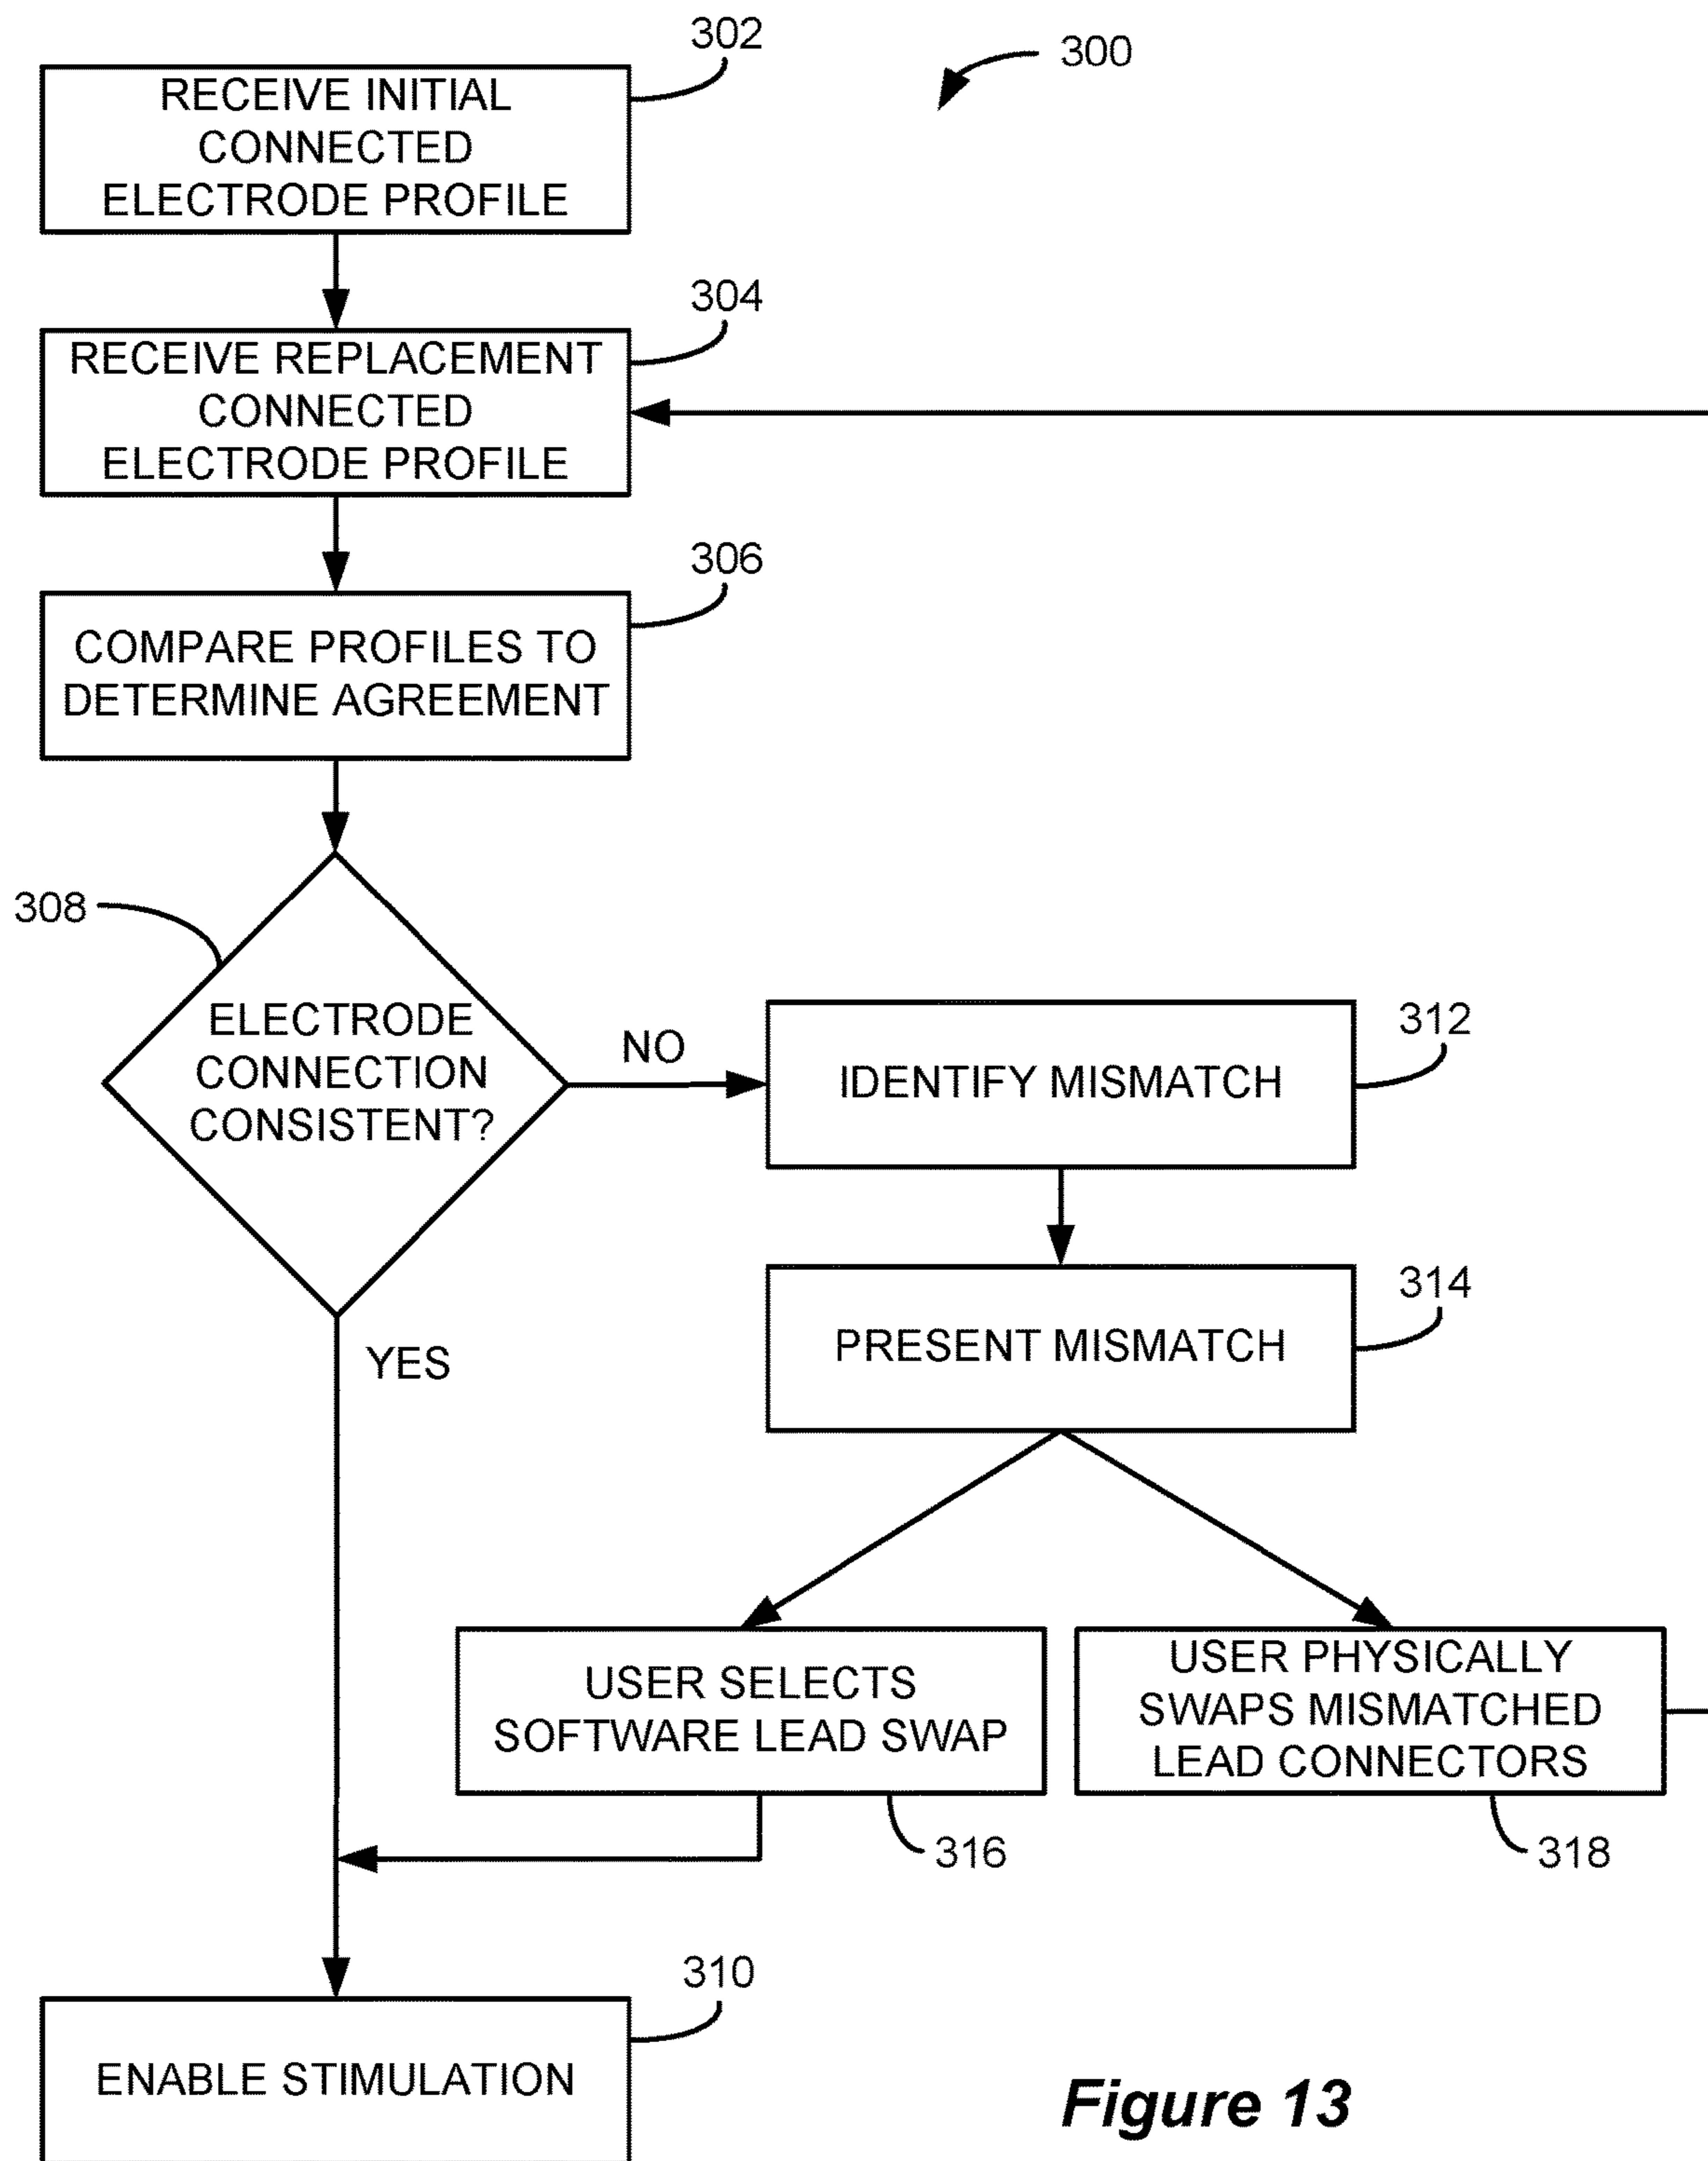 302
300
RECEIVE INITIAL
CONNECTED
ELECTRODE PROFILE
304
RECEIVE REPLACEMENT
CONNECTED
ELECTRODE PROFILE
306
COMPARE PROFILES TO
DETERMINE AGREEMENT
308
ELECTRODE
CONNECTION
CONSISTENT?
NO
312
IDENTIFY MISMATCH
314
PRESENT MISMATCH
YES
USER SELECTS
SOFTWARE LEAD SWAP
316
USER PHYSICALLY
SWAPS MISMATCHED
LEAD CONNECTORS
318
310
ENABLE STIMULATION
Figure 13